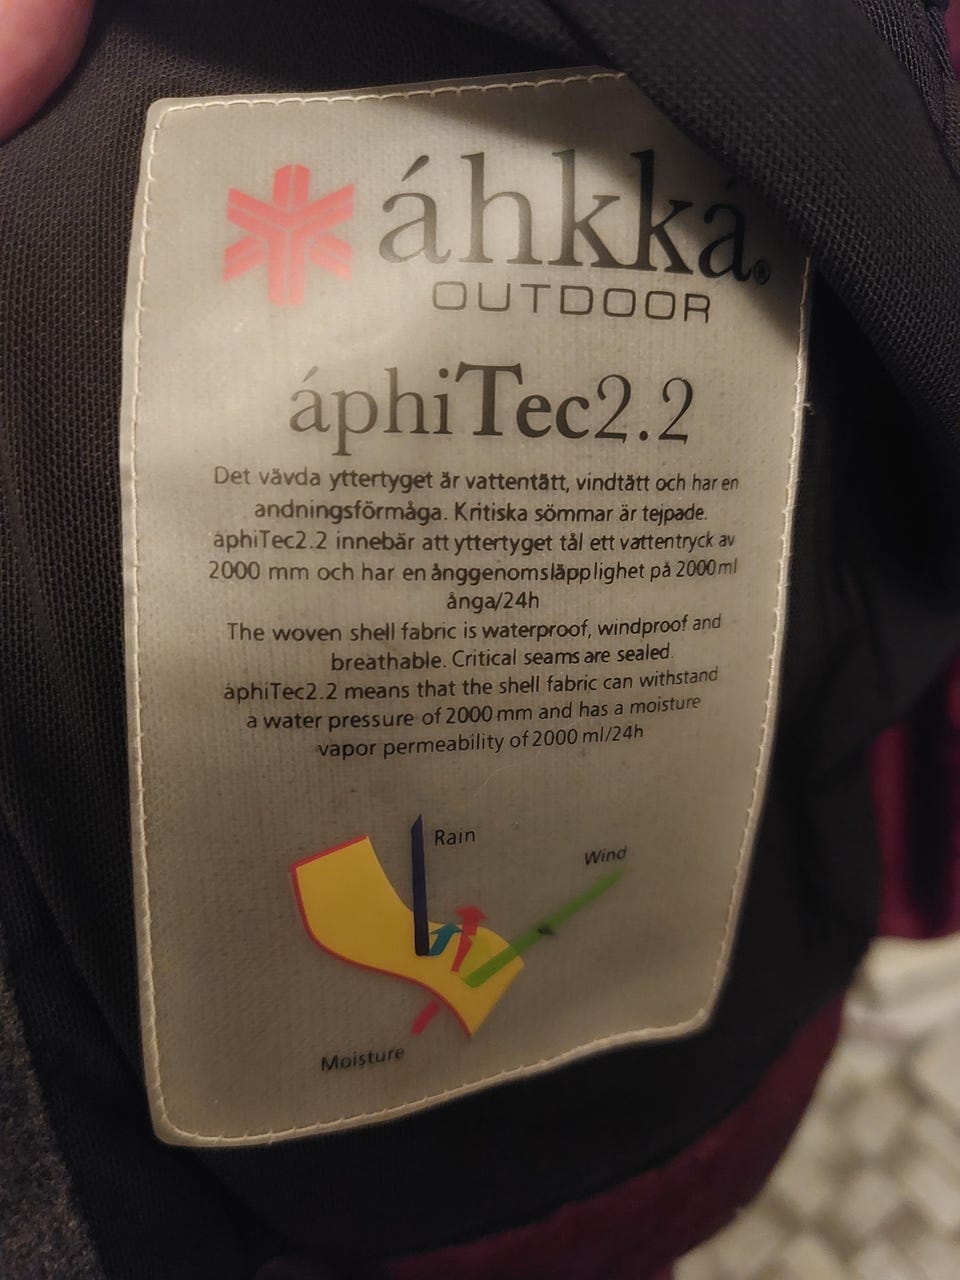 áhkká®
OUTDOOR
áphiTec2.2
Det vävda yttertyget är vattentätt, vindtätt och har en
andningsförmåga. Kritiska sömmar är tejpade.
áphiTec2.2 innebär att yttertyget tål ett vattentryck av
2000 mm och har en ånggenomsläpplighet på 2000 ml
ånga/24h
The woven shell fabric is waterproof, windproof and
breathable. Critical seams are sealed.
áphiTec2.2 means that the shell fabric can withstand
a water pressure of 2000 mm and has a moisture
vapor permeability of 2000 ml/24h
Rain
Wind
Moisture